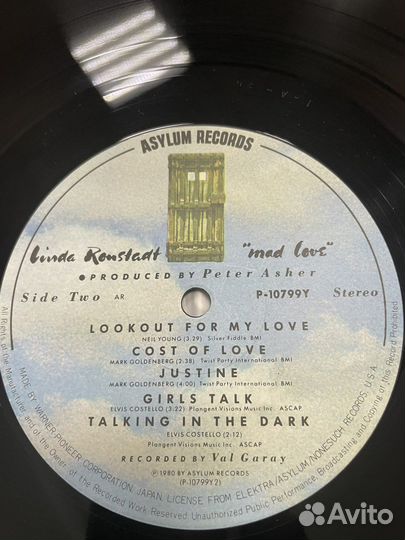 ASYLUM RECORDS
Linda Ronstadt "mad love"
●PRODUCED BY Peter Asher
Side Two AR P-10799Y Stereo
LOOKOUT FOR MY LOVE
NEIL YOUNG (3:29) Silver Fiddle BMI
COST OF LOVE
MARK GOLDENBERG (2:38) Twist Party International BMI
JUSTINE
MARK GOLDENBERG (4:00) Twist Party International BMI
GIRLS TALK
ELVIS COSTELLO (3:22) Plangent Visions Music Inc. ASCAP
TALKING IN THE DARK
ELVIS COSTELLO (2:12)
Plangent Visions Music Inc. ASCAP
RECORDED BY Val Garay
Ⓟ1980 BY ASYLUM RECORDS
(P-10799Y2)
MADE BY WARNER-PIONEER CORPORATION, JAPAN. LICENSE FROM ELEKTRA/ASYLUM/NONESUCH RECORDS, U.S.A.
All Rights of the Manufacturer and of the Owner of the Recorded Work Reserved. Unauthorized Public Performance, Broadcasting and Copying of this Record Prohibited
Avito